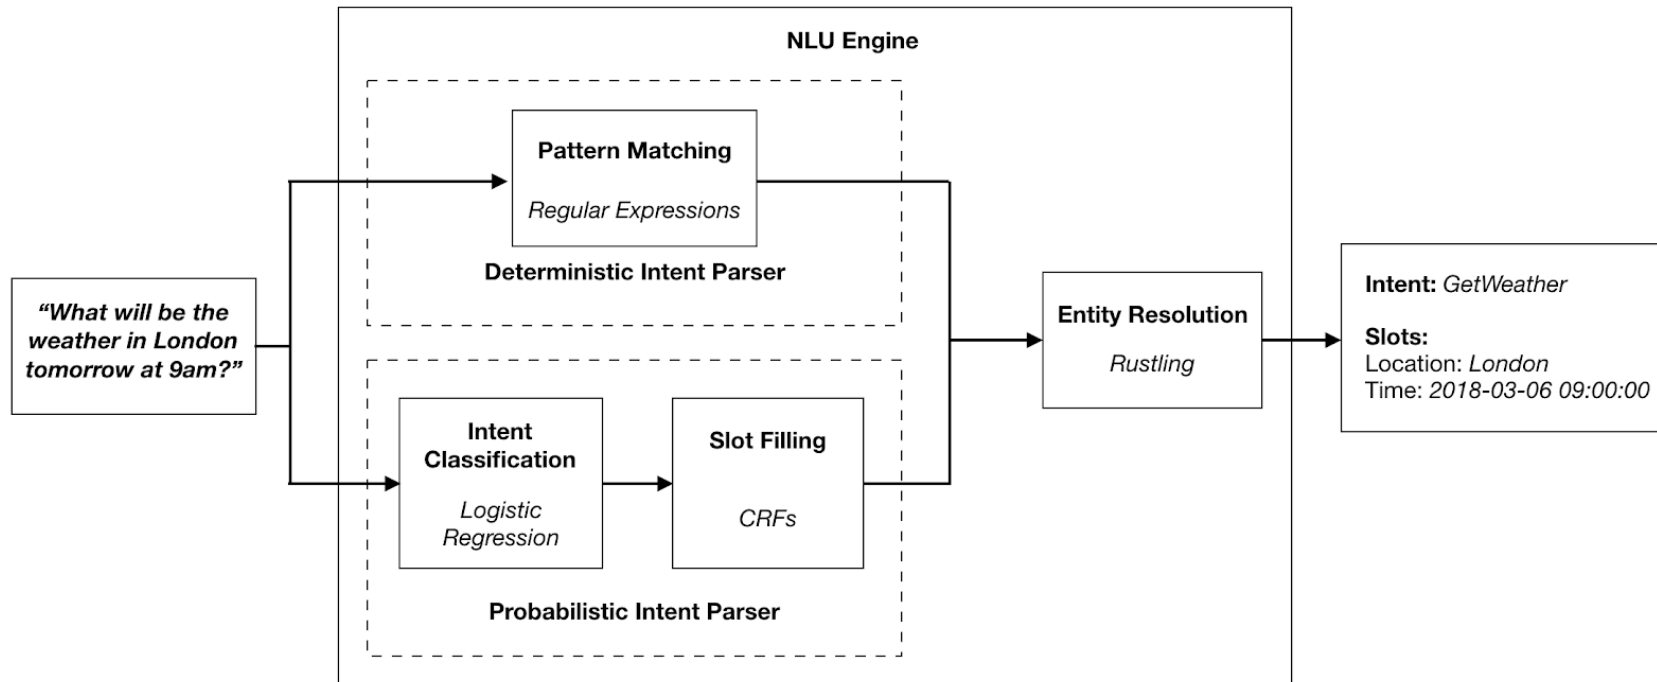 NLU Engine
Pattern Matching
Regular Expressions
Deterministic Intent Parser
“What will be the
weather in London
tomorrow at 9am?”
Intent
Classification
Logistic
Regression
Slot Filling
CRFs
Probabilistic Intent Parser
Entity Resolution
Rustling
Intent: GetWeather
Slots:
Location: London
Time: 2018-03-06 09:00:00